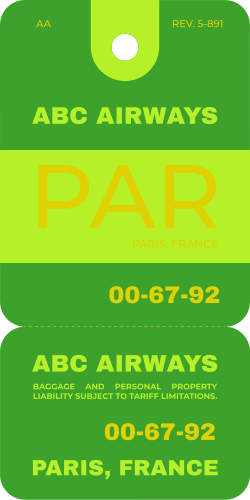 AA REV. 5-891
ABC AIRWAYS
PAR
PARIS, FRANCE
00-67-92
ABC AIRWAYS
BAGGAGE AND PERSONAL PROPERTY
LIABILITY SUBJECT TO TARIFF LIMITATIONS.
00-67-92
PARIS, FRANCE